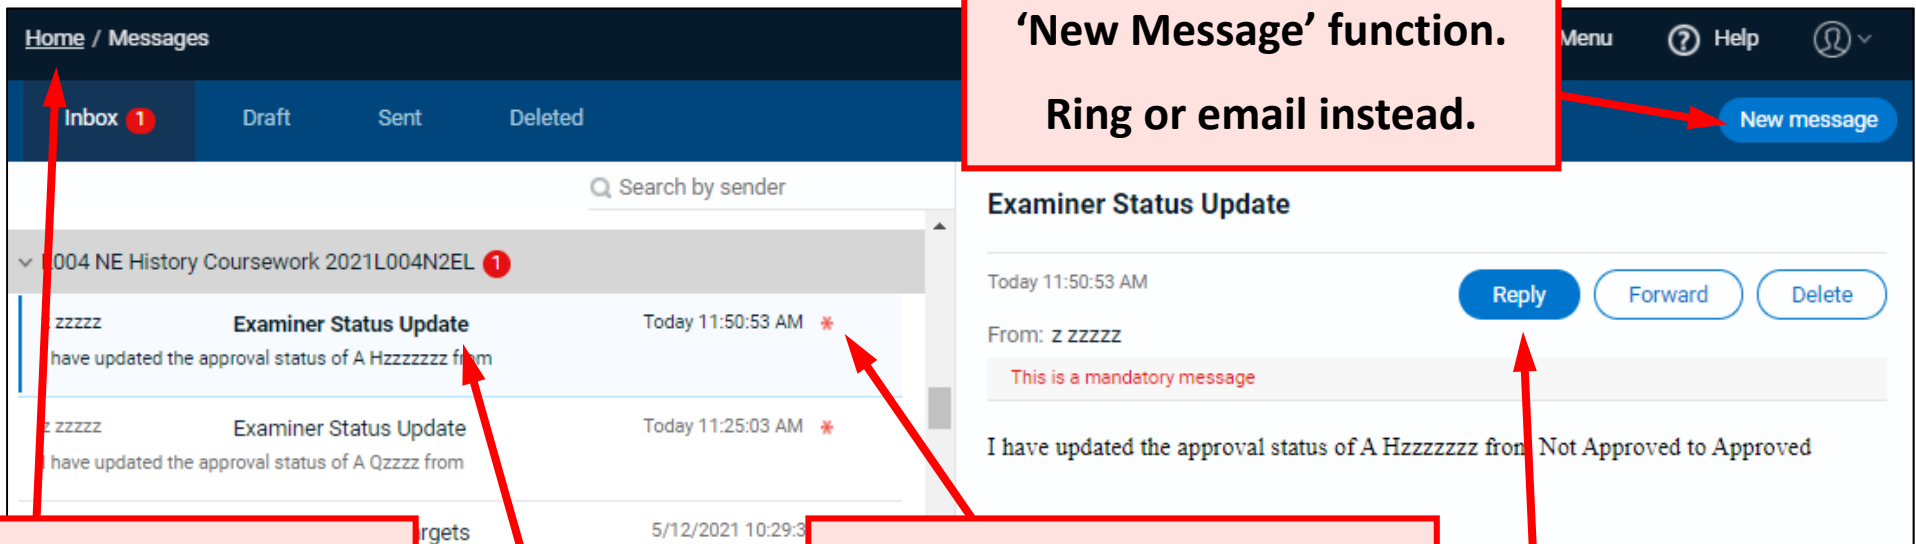 Home / Messages
‘New Message’ function.
Ring or email instead.
Menu
Help
Inbox 1
Draft
Sent
Deleted
New message
Search by sender
L004 NE History Coursework 2021L004N2EL 1
z zzzzz Examiner Status Update Today 11:50:53 AM *
have updated the approval status of A Hzzzzzzz from
z zzzzz Examiner Status Update Today 11:25:03 AM *
I have updated the approval status of A Qzzzz from
rgets 5/12/2021 10:29:3
Examiner Status Update
Today 11:50:53 AM
Reply
Forward
Delete
From: z zzzzz
This is a mandatory message
I have updated the approval status of A Hzzzzzzz from Not Approved to Approved